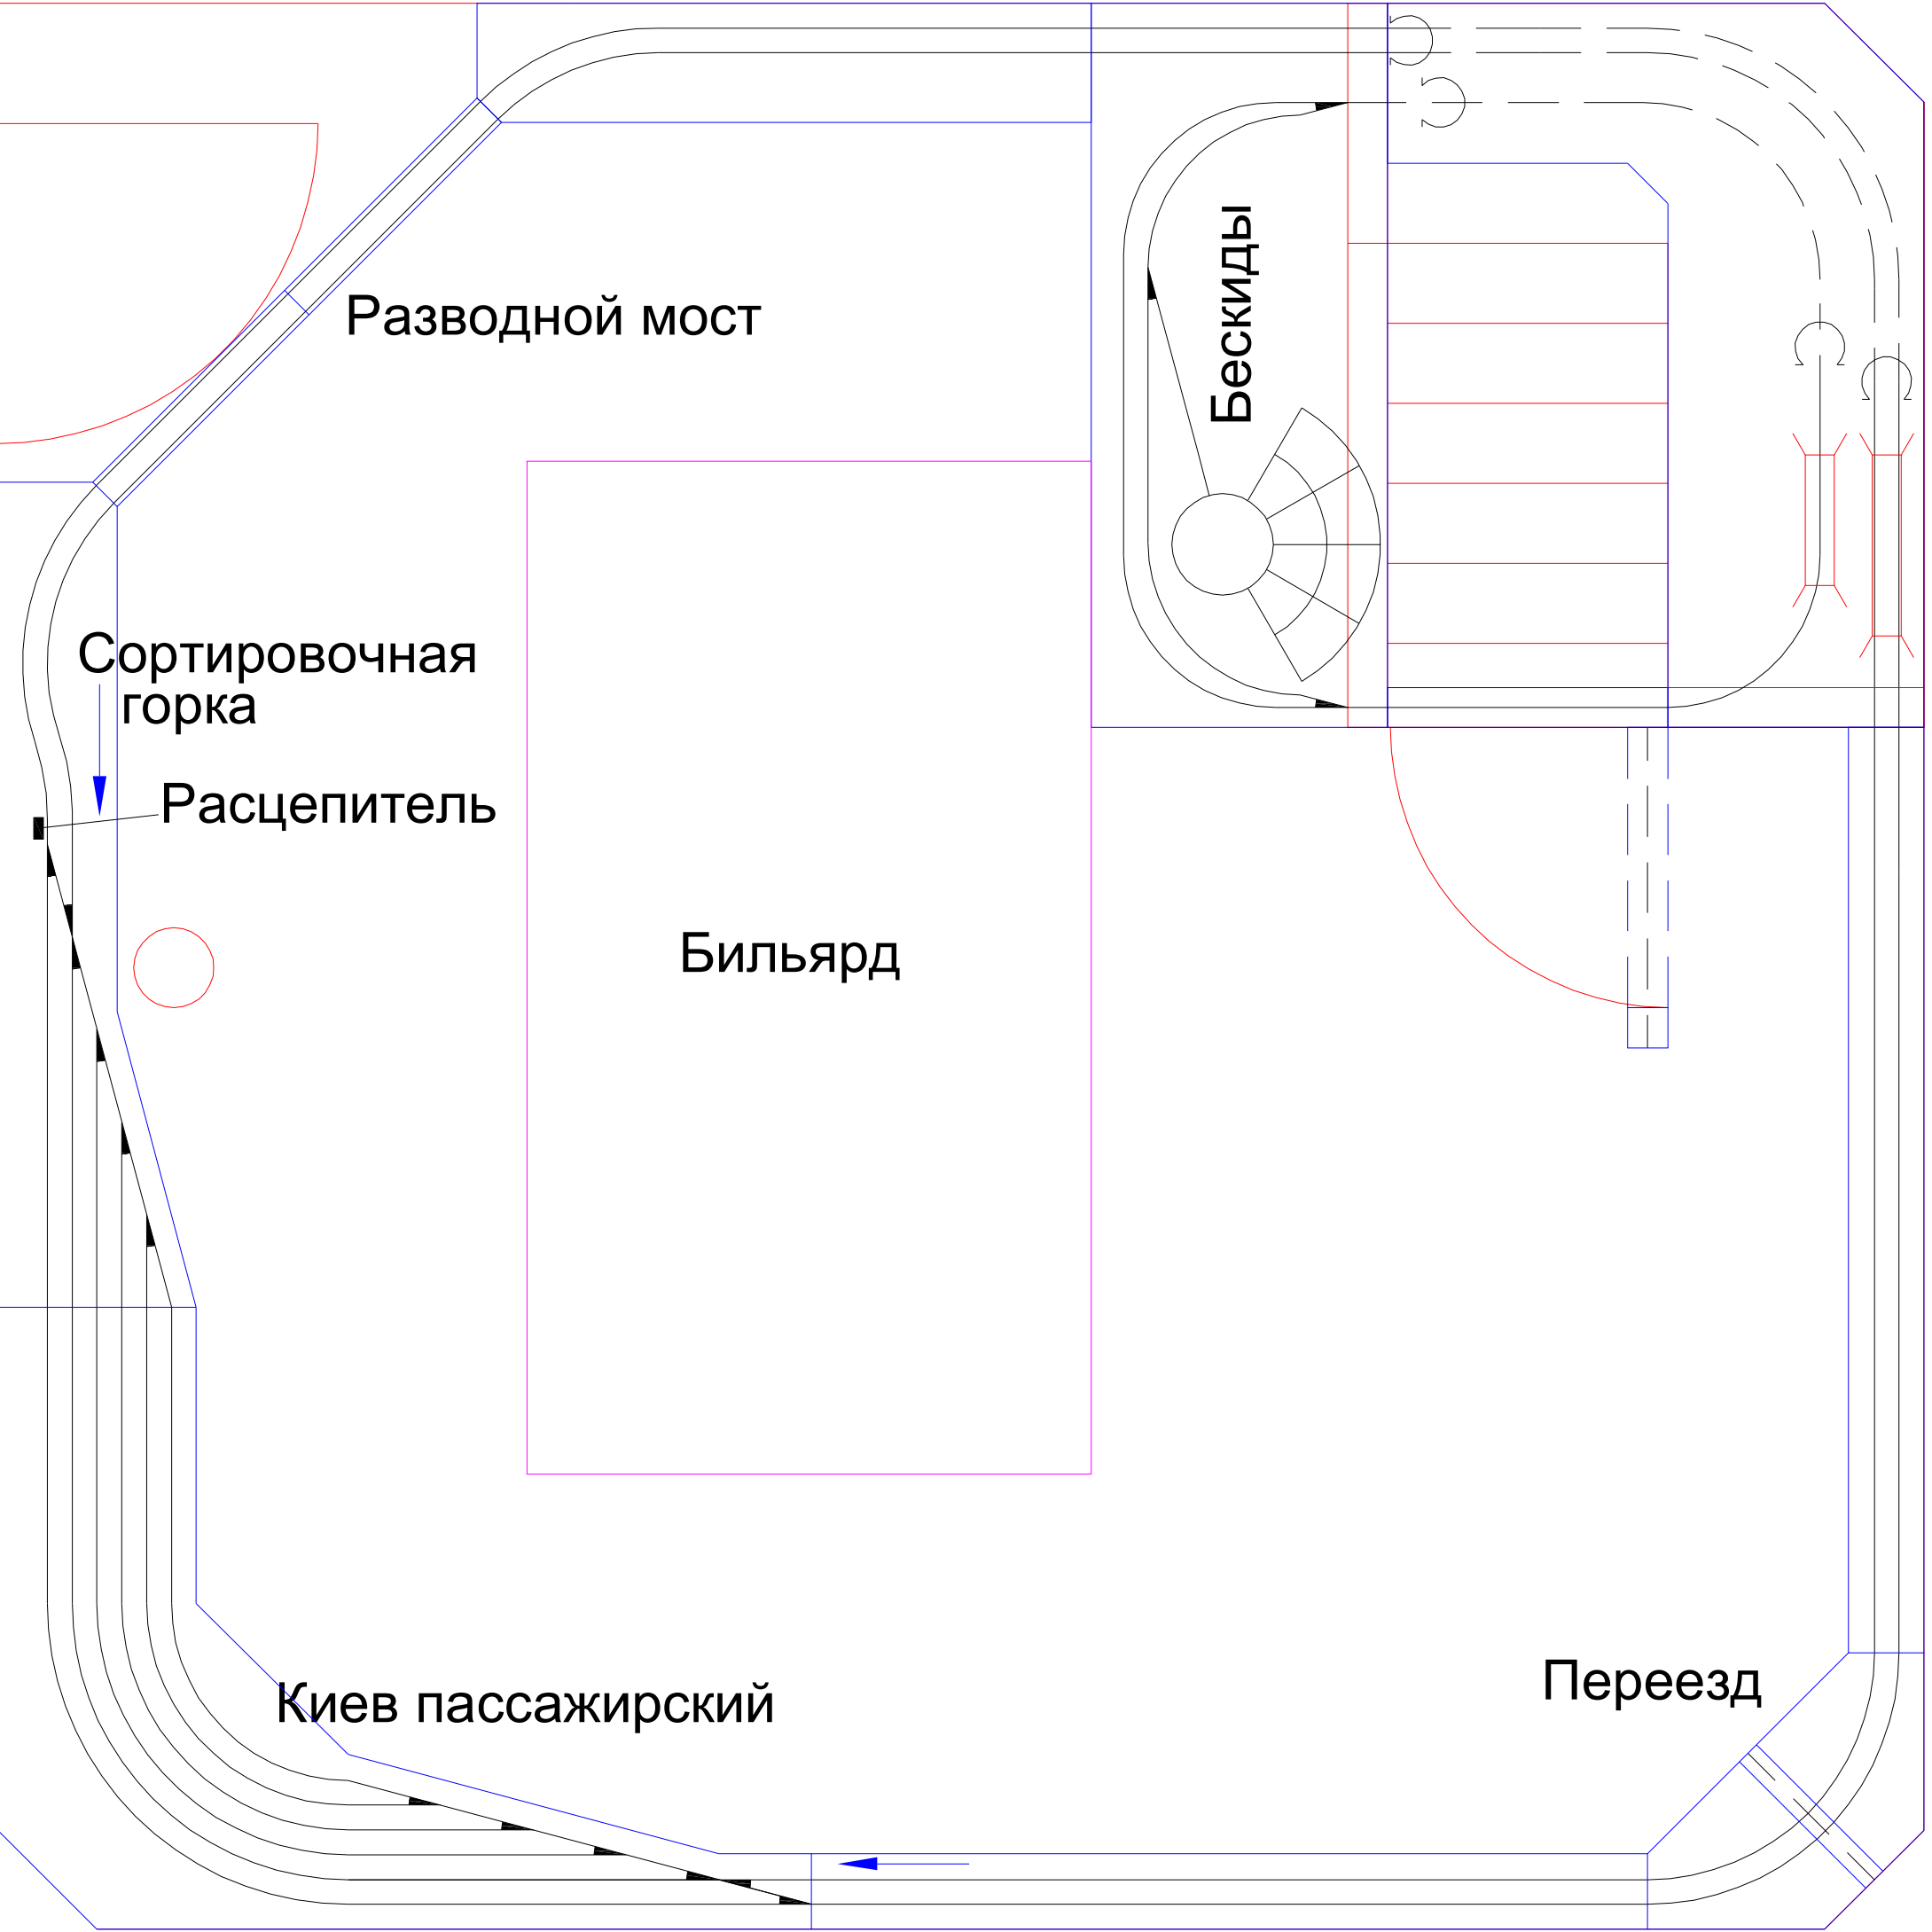 Разводной мост
Бескиды
Сортировочная
горка
Расцепитель
Бильярд
Киев пассажирский
Переезд